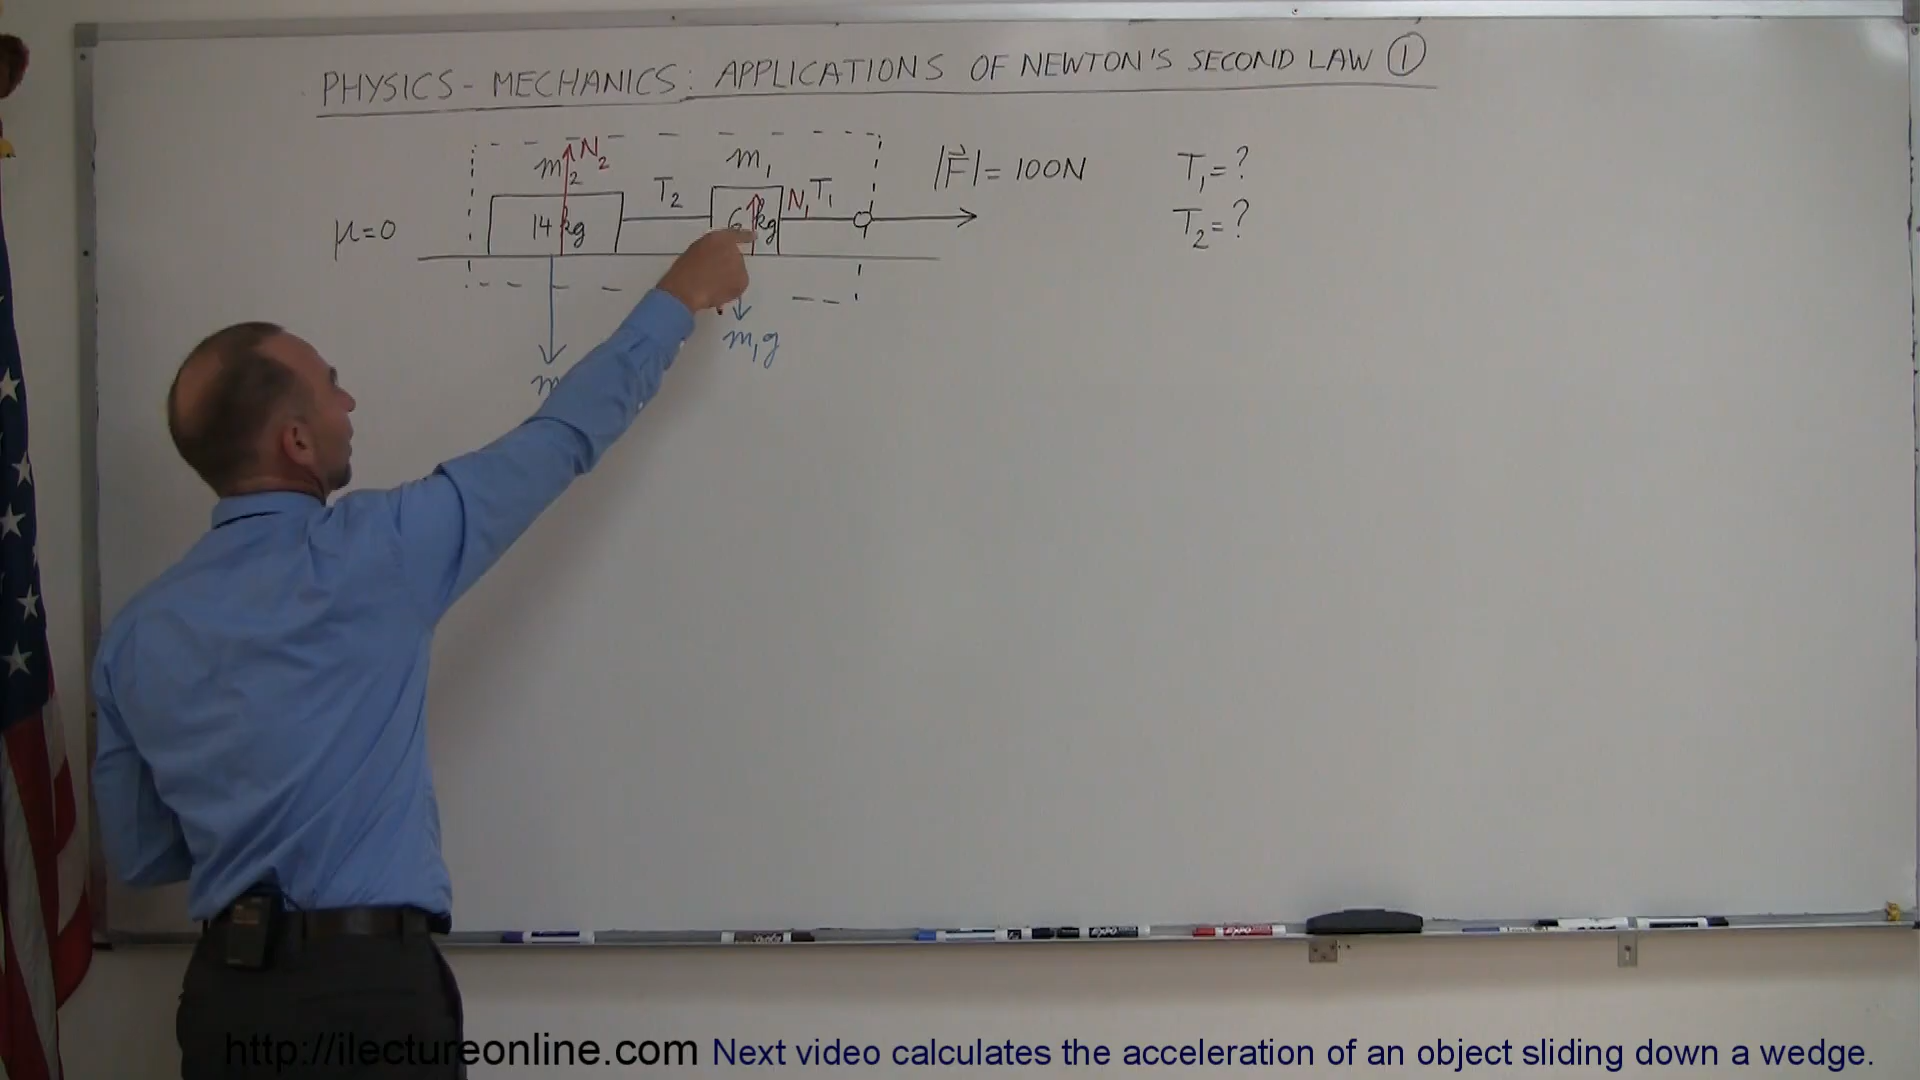 PHYSICS - MECHANICS: APPLICATIONS OF NEWTON'S SECOND LAW ①
m₂ N₂ m₁ |F⃗| = 100N T₁ = ?
T₂ N₁ T₁
μ=0 14 kg 6 kg T₂ = ?
m₁g
http://ilectureonline.com Next video calculates the acceleration of an object sliding down a wedge.